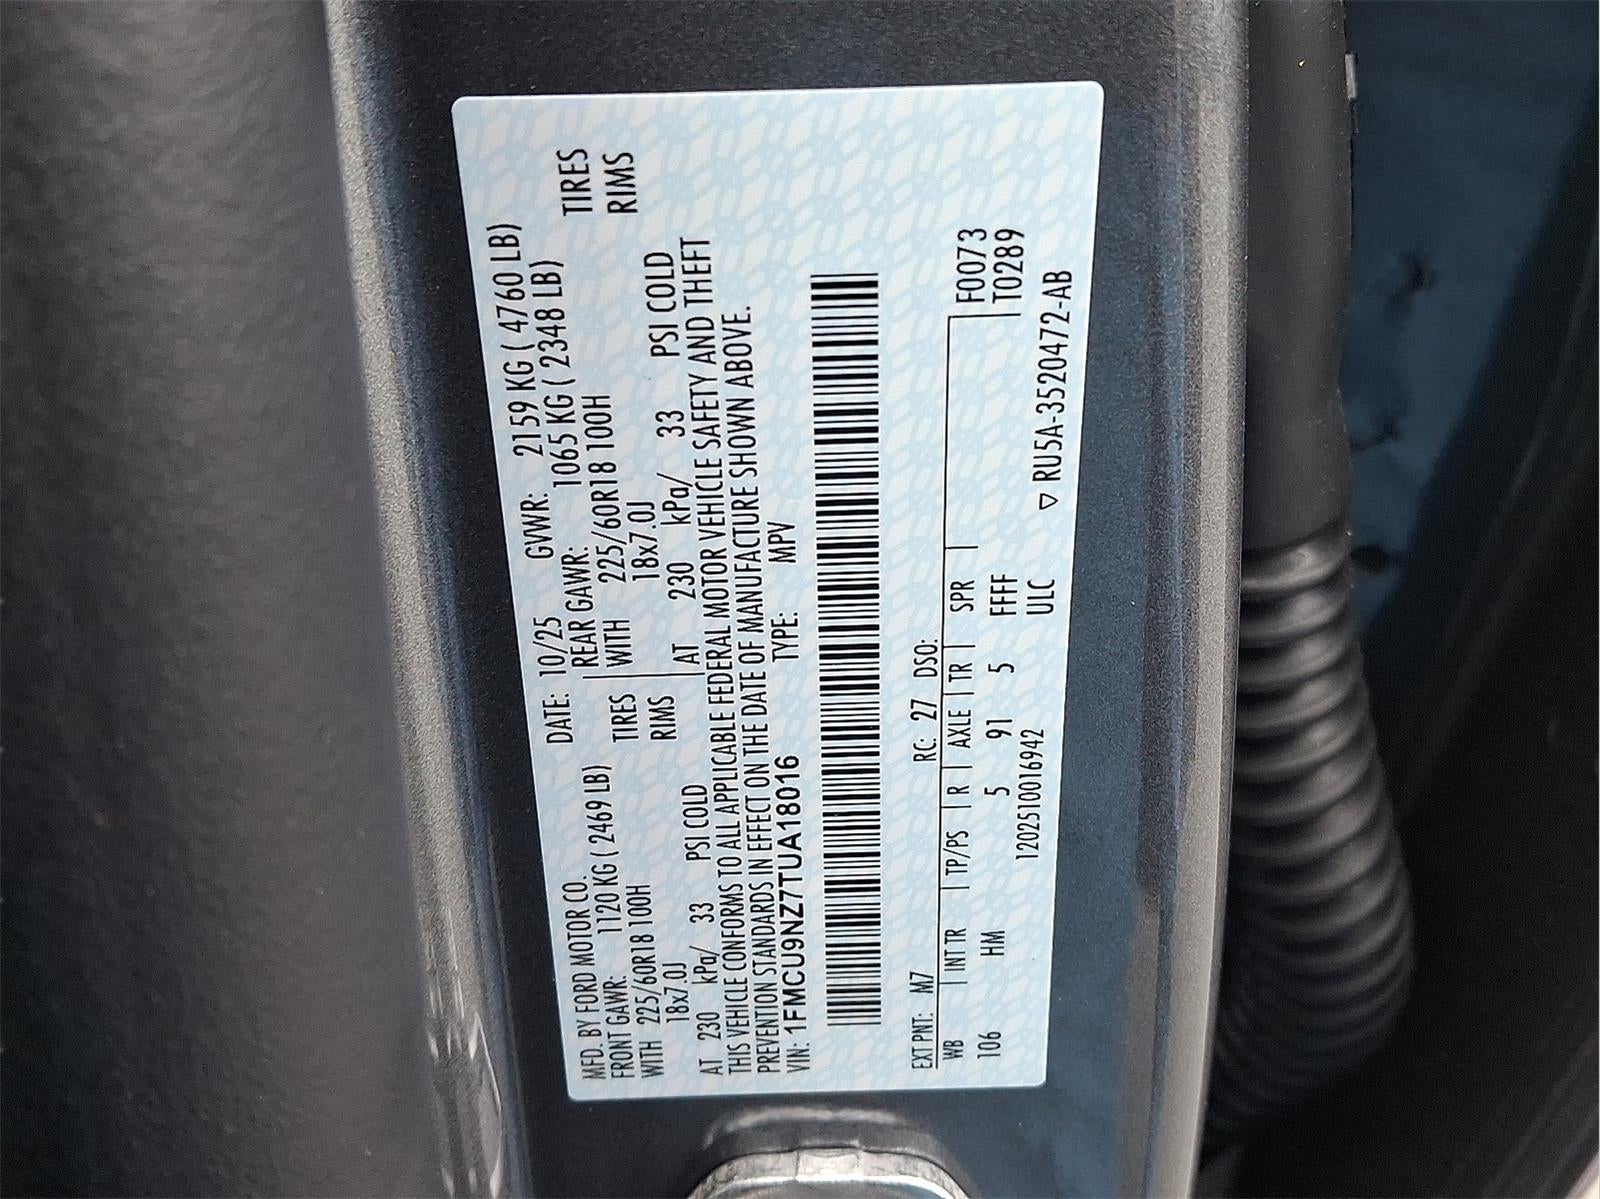 MFD. BY FORD MOTOR CO.
DATE: 10/25 GVWR: 2159 KG ( 4760 LB)
FRONT GAWR: 1120 KG ( 2469 LB) REAR GAWR: 1065 KG ( 2348 LB)
WITH 225/60R18 100H TIRES WITH 225/60R18 100H TIRES
18x7.0J RIMS 18x7.0J RIMS
AT 230 kPa/ 33 PSI COLD AT 230 kPa/ 33 PSI COLD
THIS VEHICLE CONFORMS TO ALL APPLICABLE FEDERAL MOTOR VEHICLE SAFETY AND THEFT
PREVENTION STANDARDS IN EFFECT ON THE DATE OF MANUFACTURE SHOWN ABOVE.
VIN: 1FMCU9NZ7TUA18016 TYPE: MPV
EXT PNT: M7 RC: 27 DSO:
WB INT TR TP/PS R AXLE TR SPR F0073
106 HM 5 91 5 FFFF T0289
120251001​6942 ULC
▽ RU5A-3520472-AB